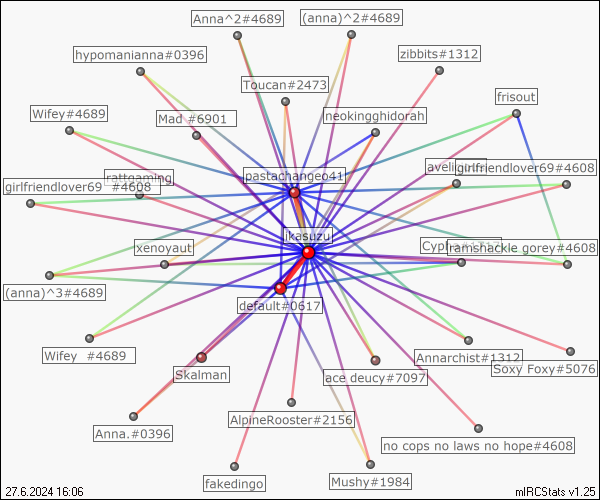 Anna^2#4689
(anna)^2#4689
hypomanianna#0396
zibbits#1312
Toucan#2473
frisout
Wifey#4689
Mad #6901
neokingghidorah
rattgaming
pastachangeo41
girlfriendlover69#4608
girlfriendlover69 #4608
ikasuzu
xenoyaut
ramshackle gorey#4608
(anna)^3#4689
default#0617
Wifey #4689
Annarchist#1312
Skalman
ace deucy#7097
Soxy Foxy#5076
AlpineRooster#2156
Anna.#0396
no cops no laws no hope#4608
fakedingo
Mushy#1984
27.6.2024 16:06
mIRCStats v1.25